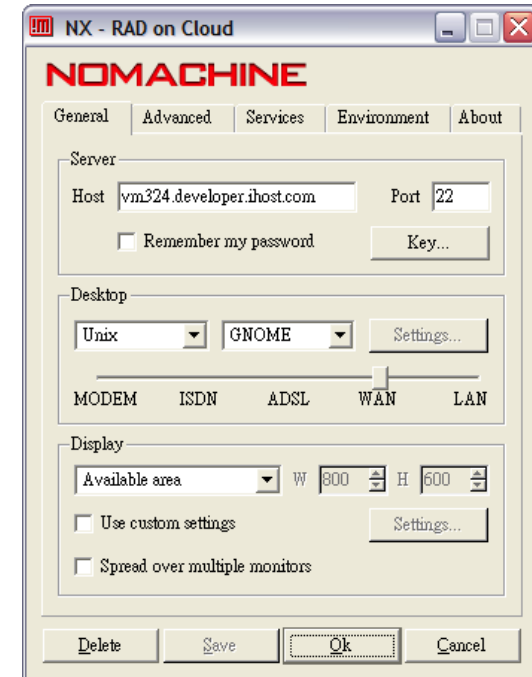 NX - RAD on Cloud
NOMACHINE
General Advanced Services Environment About
Server
Host vm324.developer.ihost.com Port 22
Remember my password Key...
Desktop
Unix GNOME Settings...
MODEM ISDN ADSL WAN LAN
Display
Available area W 800 H 600
Use custom settings Settings...
Spread over multiple monitors
Delete Save Ok Cancel